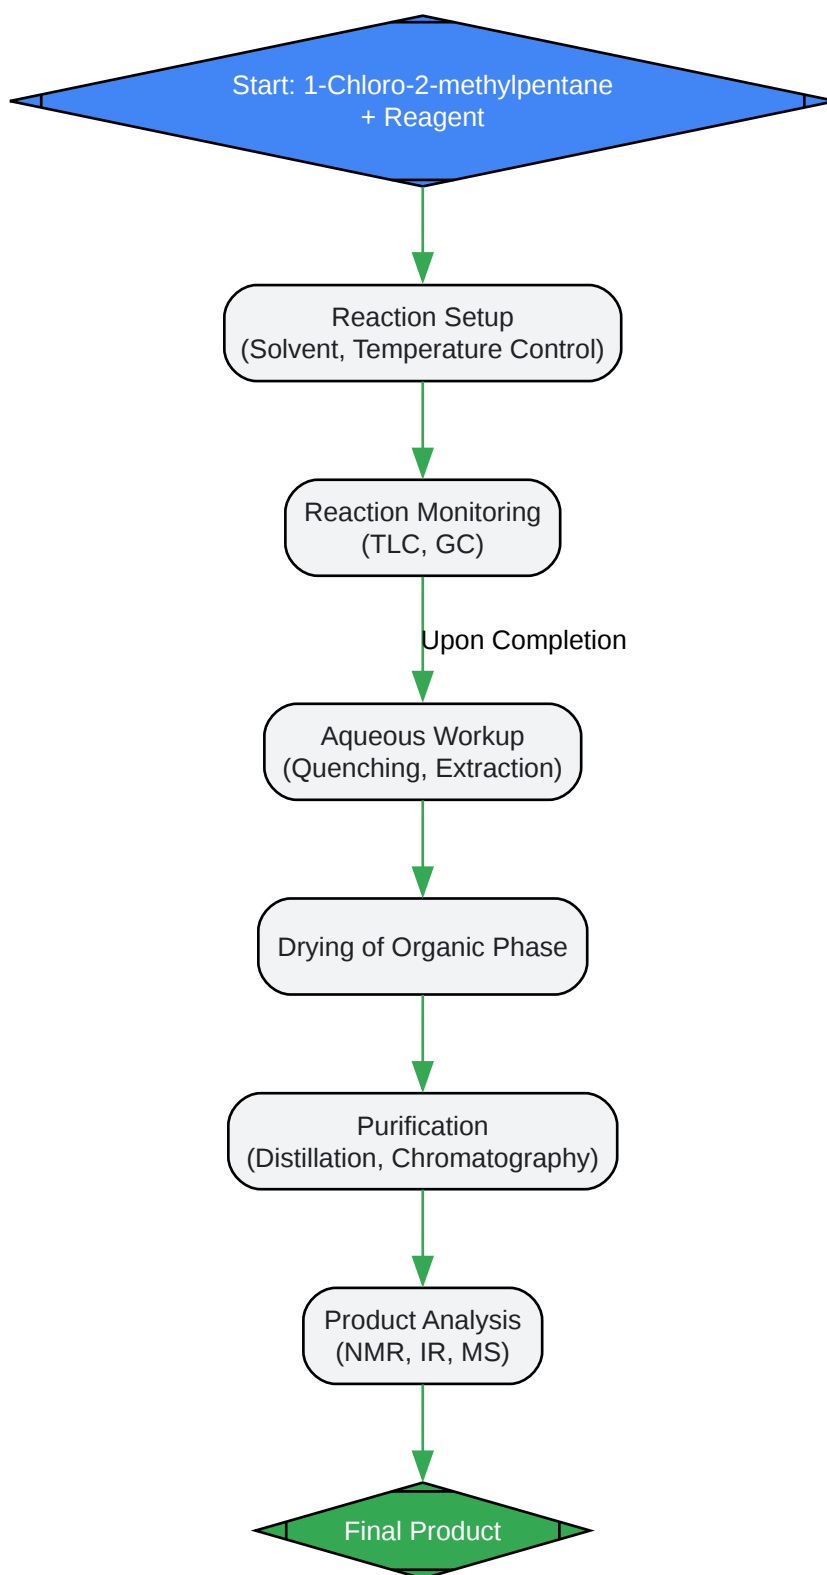 Start: 1-Chloro-2-methylpentane
+ Reagent
Reaction Setup
(Solvent, Temperature Control)
Reaction Monitoring
(TLC, GC)
Upon Completion
Aqueous Workup
(Quenching, Extraction)
Drying of Organic Phase
Purification
(Distillation, Chromatography)
Product Analysis
(NMR, IR, MS)
Final Product